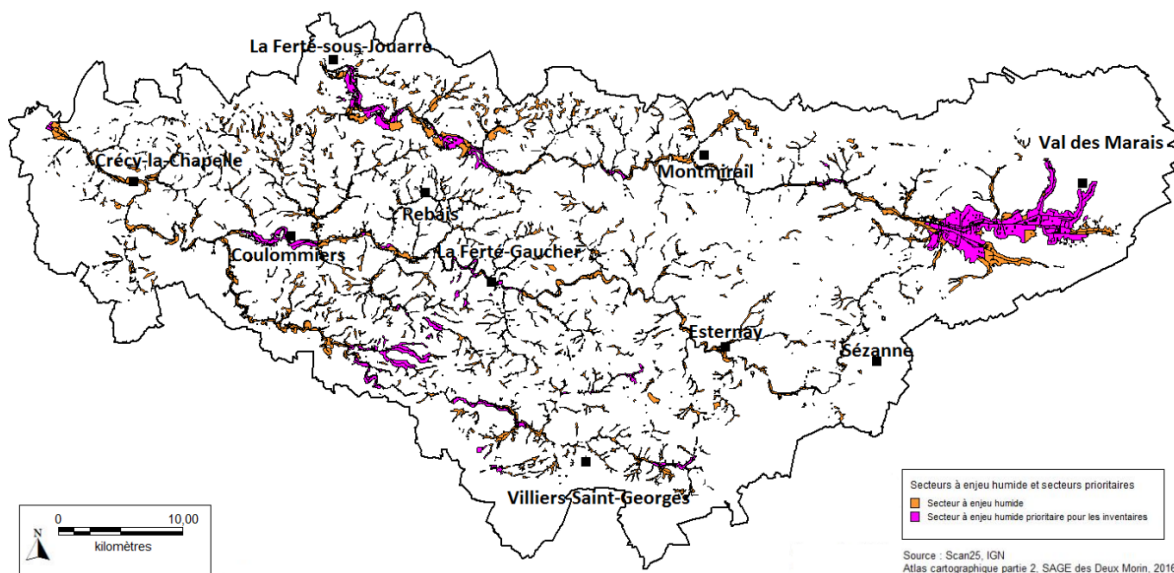 La Ferté-sous-Jouarre
Val des Marais
Crécy-la-Chapelle
Montmirail
Rebais
Coulommiers
La Ferté-Gaucher
Esternay
Sézanne
Villiers-Saint-Georges
Secteurs à enjeu humide et secteurs prioritaires
Secteur à enjeu humide
Secteur à enjeu humide prioritaire pour les inventaires
0 10,00
kilomètres
N
Source : Scan25, IGN
Atlas cartographique partie 2, SAGE des Deux Morin, 2016